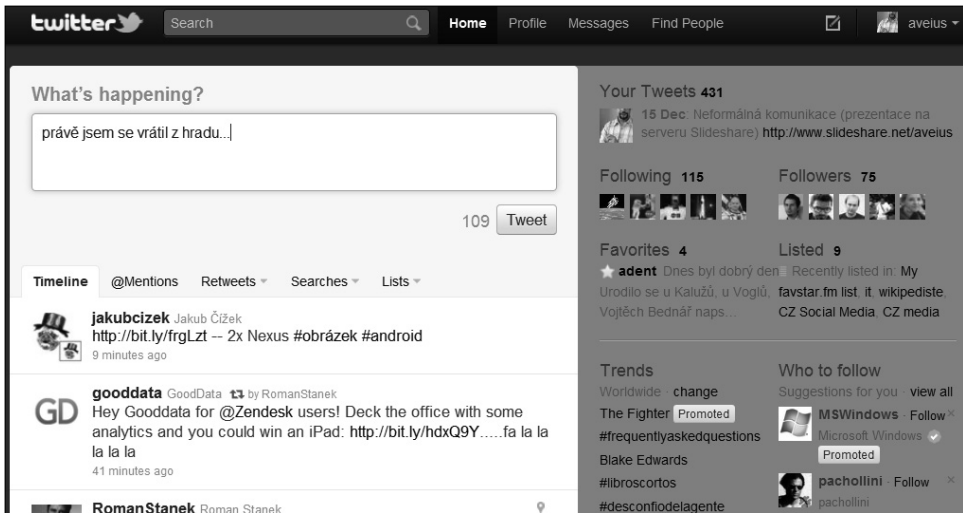 twitter
Search
Home Profile Messages Find People
aveius
What's happening?
právě jsem se vrátil z hradu...
109 Tweet
Timeline @Mentions Retweets Searches Lists
jakubcizek Jakub Čížek
http://bit.ly/frgLzt -- 2x Nexus #obrázek #android
9 minutes ago
GD
gooddata GoodData by RomanStanek
Hey Gooddata for @Zendesk users! Deck the office with some
analytics and you could win an iPad: http://bit.ly/hdxQ9Y.....fa la la
la la la
41 minutes ago
RomanStanek Roman Stanek
Your Tweets 431
15 Dec: Neformálná komunikace (prezentace na
serveru Slideshare) http://www.slideshare.net/aveius
Following 115
Followers 75
Favorites 4
adent Dnes byl dobrý den
Urodilo se u Kalužů, u Voglů,
Vojtěch Bednář naps...
Listed 9
Recently listed in: My
favstar.fm list, it, wikipediste,
CZ Social Media, CZ media
Trends
Worldwide · change
The Fighter Promoted
#frequentlyaskedquestions
Blake Edwards
#libroscortos
#desconfiodelagente
Who to follow
Suggestions for you · view all
MSWindows · Follow ×
Microsoft Windows
Promoted
pachollini · Follow ×
pachollini